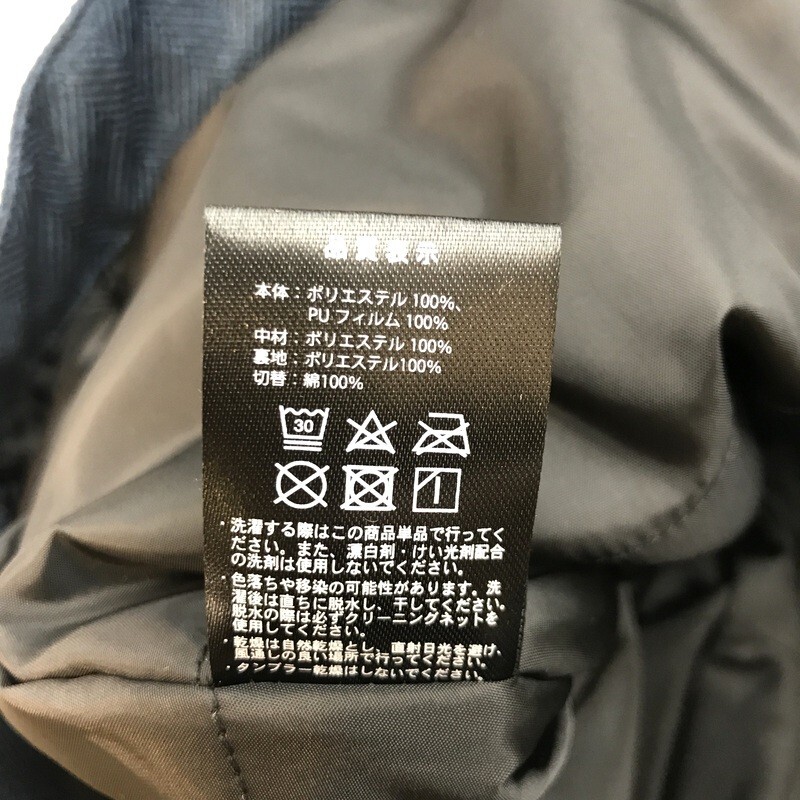 品質表示
本体：ポリエステル 100%、
PU フィルム 100%
中材：ポリエステル 100%
裏地：ポリエステル100%
切替：綿100%
30
・洗濯する際はこの商品単品で行ってく
ださい。また、漂白剤・けい光剤配合
の洗剤は使用しないでください。
・色落ちや移染の可能性があります。洗
濯後は直ちに脱水し、干してください。
脱水の際は必ずクリーニングネットを
使用してください。
・乾燥は自然乾燥とし、直射日光を避け、
風通しの良い場所で行ってください。
・タンブラー乾燥はしないでください。